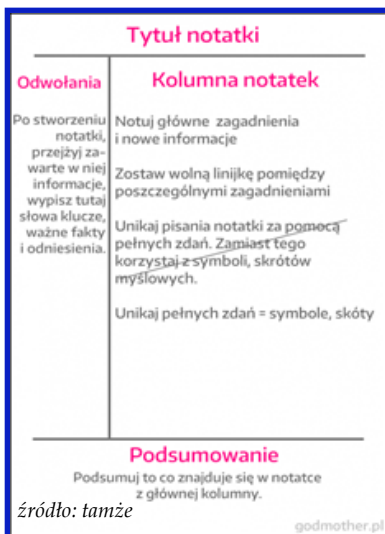 Tytuł notatki
Odwołania
Po stworzeniu
notatki,
przejżyj za-
warte w niej
informacje,
wypisz tutaj
słowa klucze,
ważne fakty
i odniesienia.
Kolumna notatek
Notuj główne zagadnienia
i nowe informacje
Zostaw wolną linijkę pomiędzy
poszczególnymi zagadnieniami
Unikaj pisania notatki za pomocą
pełnych zdań. Zamiast tego
korzystaj z symboli, skrótów
myślowych.
Unikaj pełnych zdań = symbole, skóty
Podsumowanie
Podsumuj to co znajduje się w notatce
z głównej kolumny.
źródło: tamże
godmother.pl